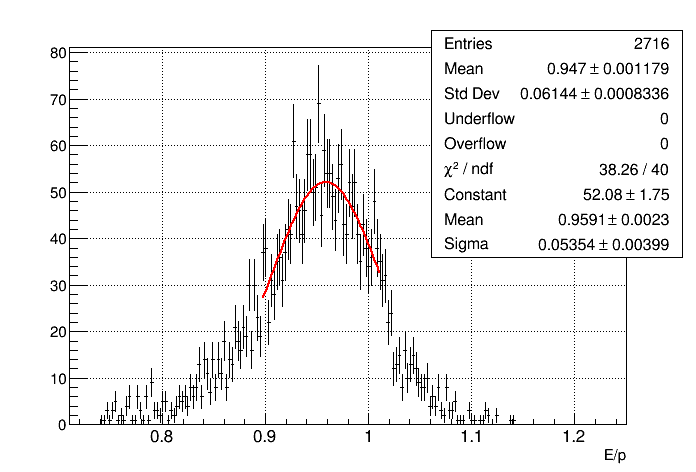 Entries 2716
Mean 0.947 ± 0.001179
Std Dev 0.06144 ± 0.0008336
Underflow 0
Overflow 0
χ² / ndf 38.26 / 40
Constant 52.08 ± 1.75
Mean 0.9591 ± 0.0023
Sigma 0.05354 ± 0.00399
80
70
60
50
40
30
20
10
0
0.8 0.9 1 1.1 1.2
E/p